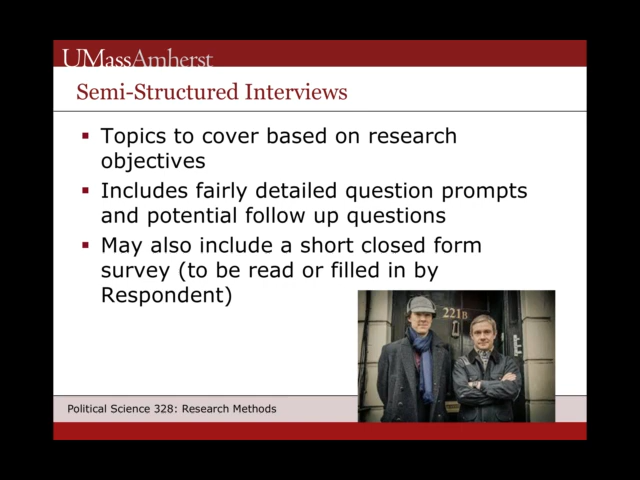 UMassAmherst
Semi-Structured Interviews
▪ Topics to cover based on research
objectives
▪ Includes fairly detailed question prompts
and potential follow up questions
▪ May also include a short closed form
survey (to be read or filled in by
Respondent)
221B
Political Science 328: Research Methods